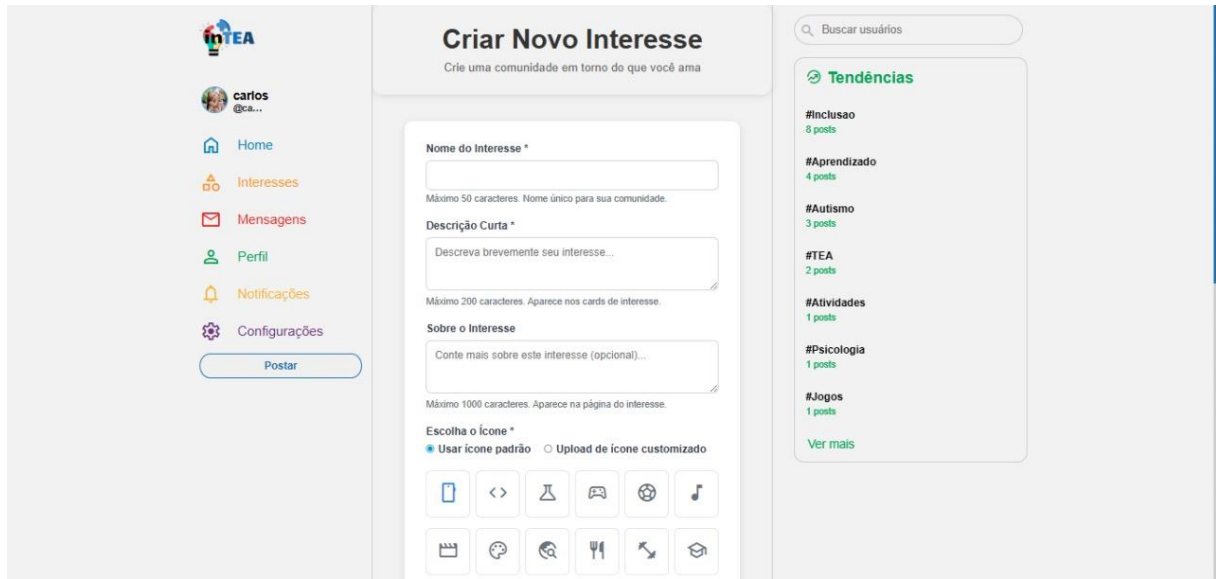 inTEA
carlos
@ca...
Home
Interesses
Mensagens
Perfil
Notificações
Configurações
Postar
Criar Novo Interesse
Crie uma comunidade em torno do que você ama
Nome do Interesse *
Máximo 50 caracteres. Nome único para sua comunidade.
Descrição Curta *
Descreva brevemente seu interesse...
Máximo 200 caracteres. Aparece nos cards de interesse.
Sobre o Interesse
Conte mais sobre este interesse (opcional)...
Máximo 1000 caracteres. Aparece na página do interesse.
Escolha o Ícone *
Usar ícone padrão Upload de ícone customizado
Buscar usuários
Tendências
#Inclusao
8 posts
#Aprendizado
4 posts
#Autismo
3 posts
#TEA
2 posts
#Atividades
1 posts
#Psicologia
1 posts
#Jogos
1 posts
Ver mais